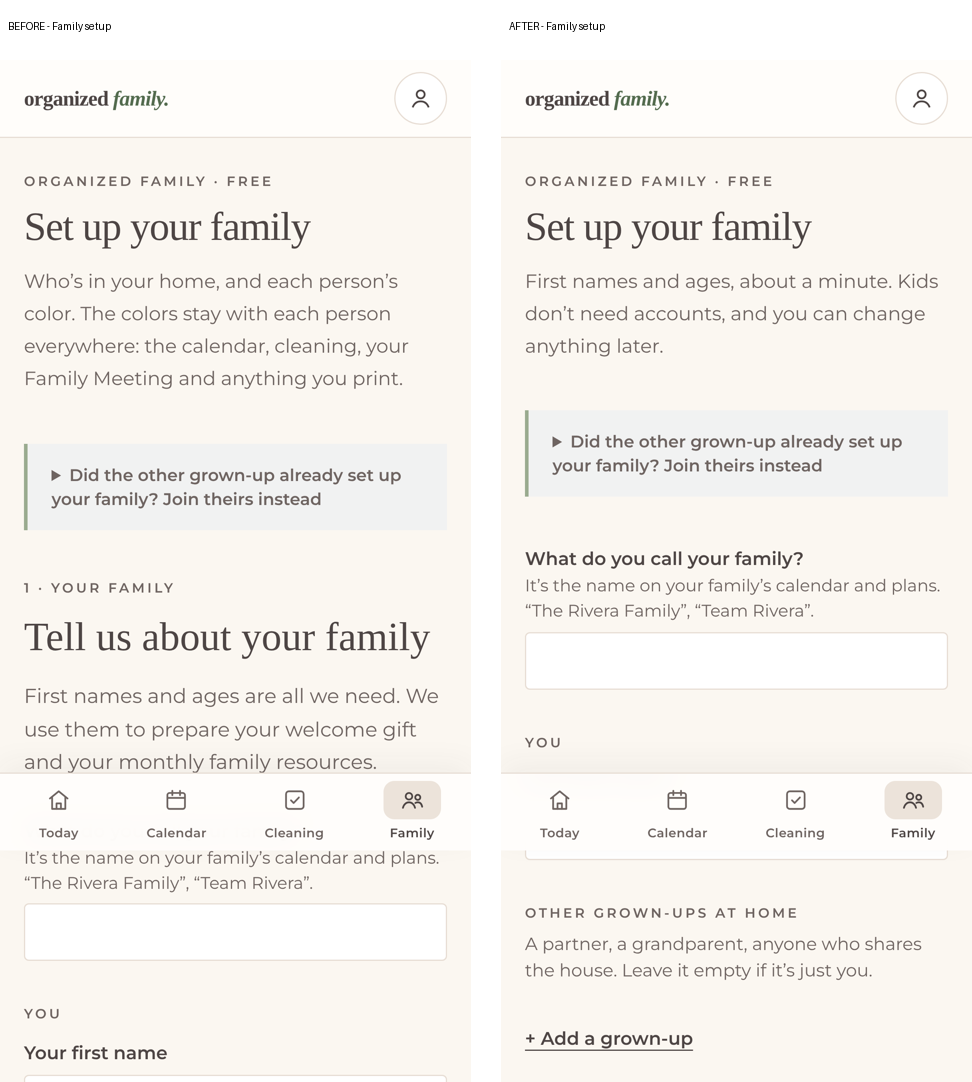 BEFORE - Family setup
organized family.
ORGANIZED FAMILY · FREE
Set up your family
Who’s in your home, and each person’s
color. The colors stay with each person
everywhere: the calendar, cleaning, your
Family Meeting and anything you print.
▶ Did the other grown-up already set up
your family? Join theirs instead
1 · YOUR FAMILY
Tell us about your family
First names and ages are all we need. We
use them to prepare your welcome gift
and your monthly family resources.
Today
Calendar
Cleaning
Family
It’s the name on your family’s calendar and plans.
“The Rivera Family”, “Team Rivera”.
YOU
Your first name
AFTER - Family setup
organized family.
ORGANIZED FAMILY · FREE
Set up your family
First names and ages, about a minute. Kids
don’t need accounts, and you can change
anything later.
▶ Did the other grown-up already set up
your family? Join theirs instead
What do you call your family?
It’s the name on your family’s calendar and plans.
“The Rivera Family”, “Team Rivera”.
YOU
Today
Calendar
Cleaning
Family
OTHER GROWN-UPS AT HOME
A partner, a grandparent, anyone who shares
the house. Leave it empty if it’s just you.
+ Add a grown-up